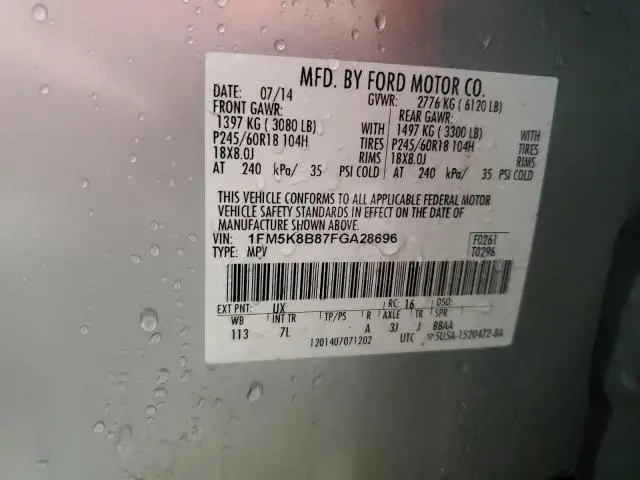 MFD. BY FORD MOTOR CO.
DATE: 07/14 GVWR: 2776 KG ( 6120 LB)
FRONT GAWR: REAR GAWR:
1397 KG ( 3080 LB) WITH 1497 KG ( 3300 LB) WITH
P245/60R18 104H TIRES P245/60R18 104H TIRES
18X8.0J RIMS 18X8.0J RIMS
AT 240 kPa/ 35 PSI COLD AT 240 kPa/ 35 PSI COLD
THIS VEHICLE CONFORMS TO ALL APPLICABLE FEDERAL MOTOR
VEHICLE SAFETY STANDARDS IN EFFECT ON THE DATE OF
MANUFACTURE SHOWN ABOVE.
VIN: 1FM5K8B87FGA28696 F0261
TYPE: MPV T0296
EXT PNT: UX RC: 16 DSO:
WB INT TR TP/PS R AXLE TR SPR
113 7L A 3J J BBAA
1201407071202 UTC 5USA-1520472-BA